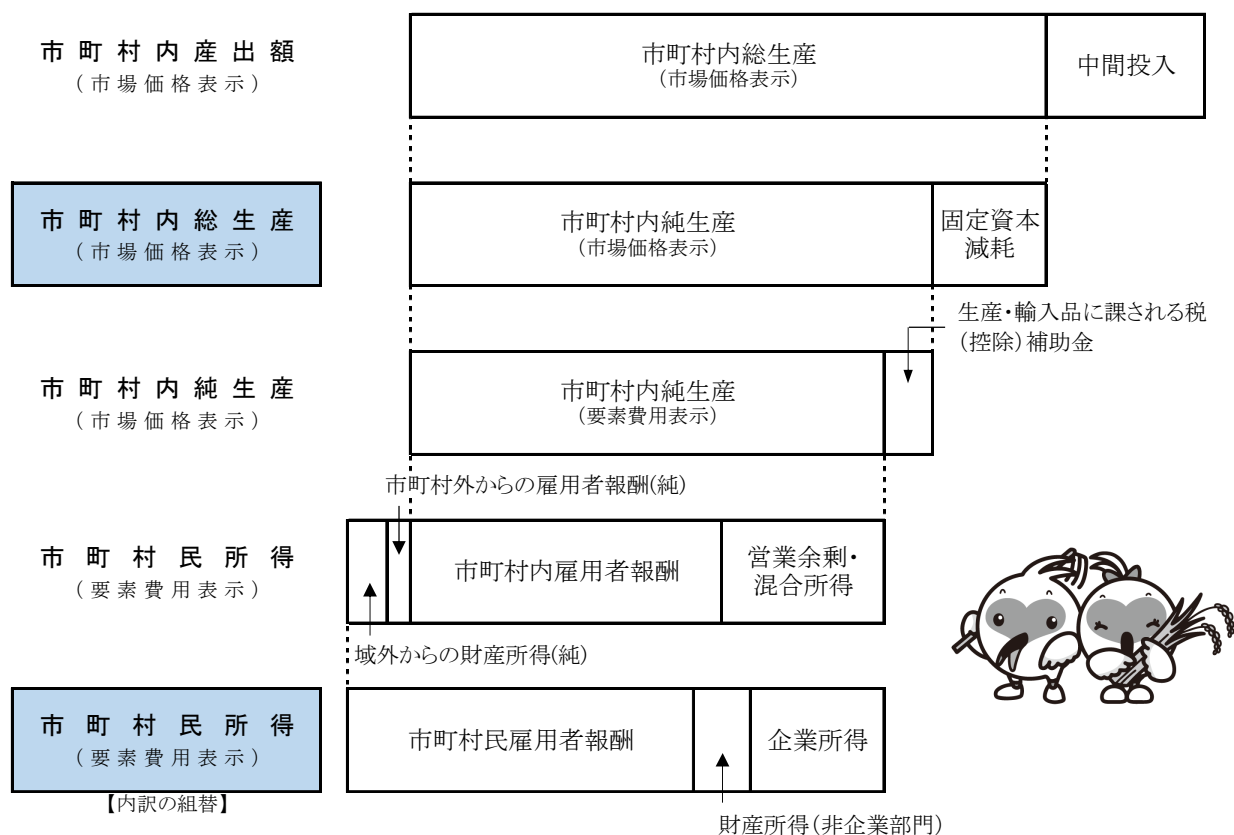 市町村内産出額
(市場価格表示)
市町村内総生産
(市場価格表示)
中間投入
市町村内総生産
(市場価格表示)
市町村内純生産
(市場価格表示)
固定資本
減耗
生産・輸入品に課される税
(控除)補助金
市町村内純生産
(市場価格表示)
市町村内純生産
(要素費用表示)
市町村外からの雇用者報酬(純)
市町村民所得
(要素費用表示)
市町村内雇用者報酬
営業余剰・
混合所得
域外からの財産所得(純)
市町村民所得
(要素費用表示)
【内訳の組替】
市町村民雇用者報酬
企業所得
財産所得(非企業部門)